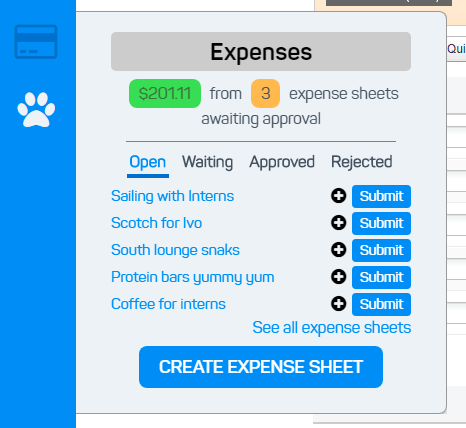 Expenses
$201.11 from 3 expense sheets
awaiting approval
Open Waiting Approved Rejected
Sailing with Interns Submit
Scotch for Ivo Submit
South lounge snaks Submit
Protein bars yummy yum Submit
Coffee for interns Submit
See all expense sheets
CREATE EXPENSE SHEET
Qui